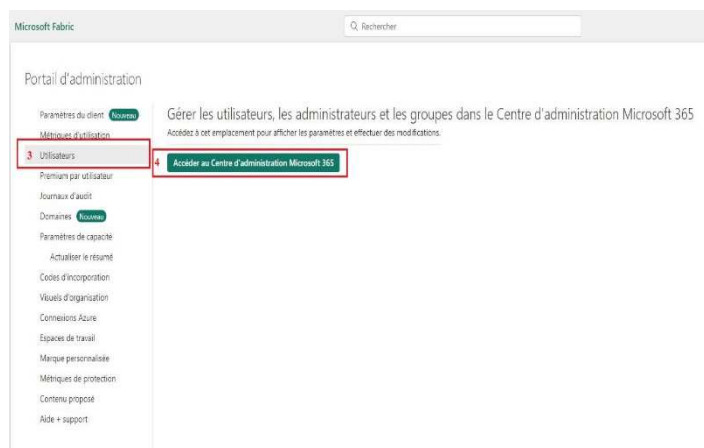 Microsoft Fabric
Rechercher
Portail d'administration
Paramètres du client Nouveau
Métriques d'utilisation
3 Utilisateurs
Premium par utilisateur
Journaux d'audit
Domaines Nouveau
Paramètres de capacité
Actualiser le résumé
Codes d'incorporation
Visuels d'organisation
Connexions Azure
Espaces de travail
Marque personnalisée
Métriques de protection
Contenu proposé
Aide + support
Gérer les utilisateurs, les administrateurs et les groupes dans le Centre d'administration Microsoft 365
Accédez à cet emplacement pour afficher les paramètres et effectuer des modifications.
4 Accéder au Centre d'administration Microsoft 365